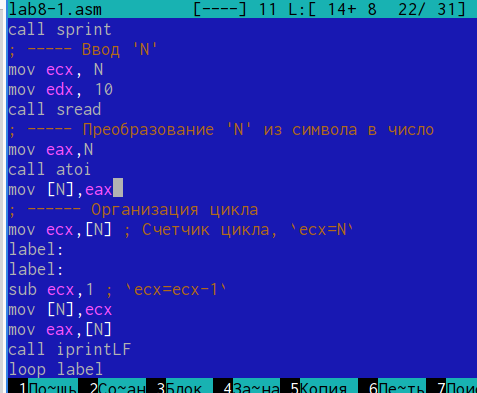 lab8-1.asm [----] 11 L:[ 14+ 8 22/ 31]
call sprint
; ----- Ввод 'N'
mov ecx, N
mov edx, 10
call sread
; ----- Преобразование 'N' из символа в число
mov eax,N
call atoi
mov [N],eax
; ------ Организация цикла
mov ecx,[N] ; Счетчик цикла, `ecx=N`
label:
label:
sub ecx,1 ; `ecx=ecx-1`
mov [N],ecx
mov eax,[N]
call iprintLF
loop label
1По~щь 2Со~ан 3Блок 4За~на 5Копия 6Пе~ть 7Пои